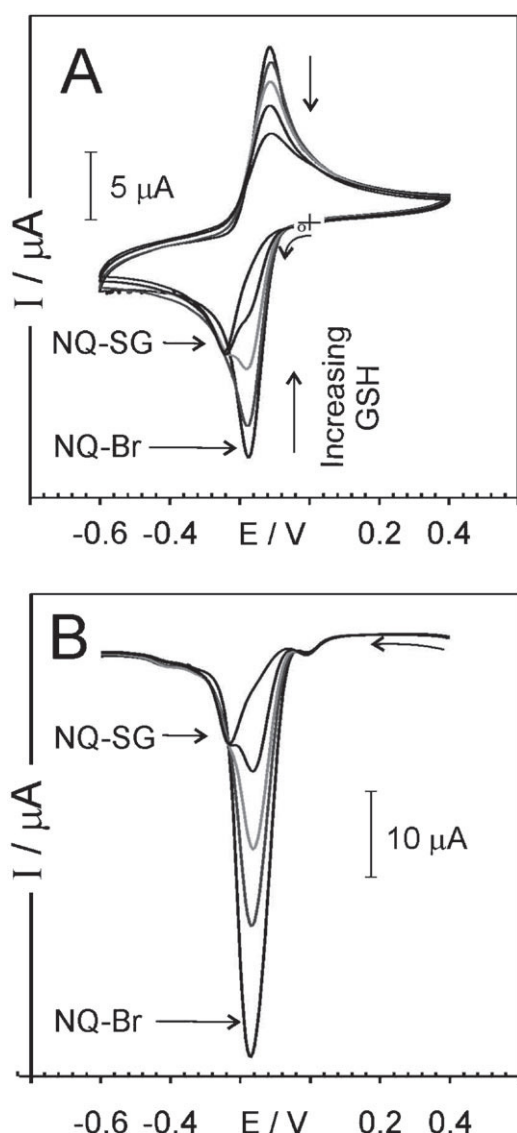 A
5 μA
I / μA
δ+
NQ-SG
NQ-Br
Increasing
GSH
-0.6 -0.4 E / V 0.2 0.4
B
NQ-SG
I / μA
10 μA
NQ-Br
-0.6 -0.4 E / V 0.2 0.4